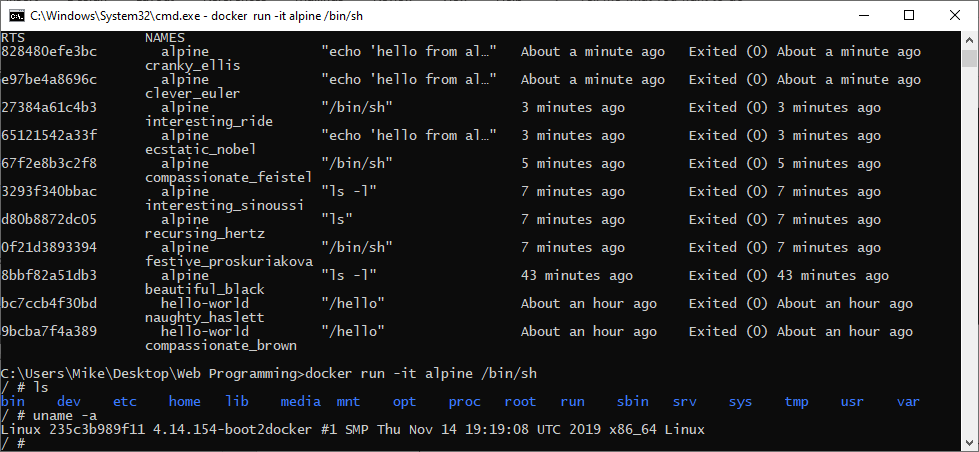 C:\Windows\System32\cmd.exe - docker run -it alpine /bin/sh
RTS NAMES
828480efe3bc alpine "echo 'hello from al…" About a minute ago Exited (0) About a minute ago
cranky_ellis
e97be4a8696c alpine "echo 'hello from al…" About a minute ago Exited (0) About a minute ago
clever_euler
27384a61c4b3 alpine "/bin/sh" 3 minutes ago Exited (0) 3 minutes ago
interesting_ride
65121542a33f alpine "echo 'hello from al…" 3 minutes ago Exited (0) 3 minutes ago
ecstatic_nobel
67f2e8b3c2f8 alpine "/bin/sh" 5 minutes ago Exited (0) 5 minutes ago
compassionate_feistel
3293f340bbac alpine "ls -l" 7 minutes ago Exited (0) 7 minutes ago
interesting_sinoussi
d80b8872dc05 alpine "ls" 7 minutes ago Exited (0) 7 minutes ago
recursing_hertz
0f21d3893394 alpine "/bin/sh" 7 minutes ago Exited (0) 7 minutes ago
festive_proskuriakova
8bbf82a51db3 alpine "ls -l" 43 minutes ago Exited (0) 43 minutes ago
beautiful_black
bc7ccb4f30bd hello-world "/hello" About an hour ago Exited (0) About an hour ago
naughty_haslett
9bcba7f4a389 hello-world "/hello" About an hour ago Exited (0) About an hour ago
compassionate_brown
C:\Users\Mike\Desktop\Web Programming>docker run -it alpine /bin/sh
/ # ls
bin dev etc home lib media mnt opt proc root run sbin srv sys tmp usr var
/ # uname -a
Linux 235c3b989f11 4.14.154-boot2docker #1 SMP Thu Nov 14 19:19:08 UTC 2019 x86_64 Linux
/ #